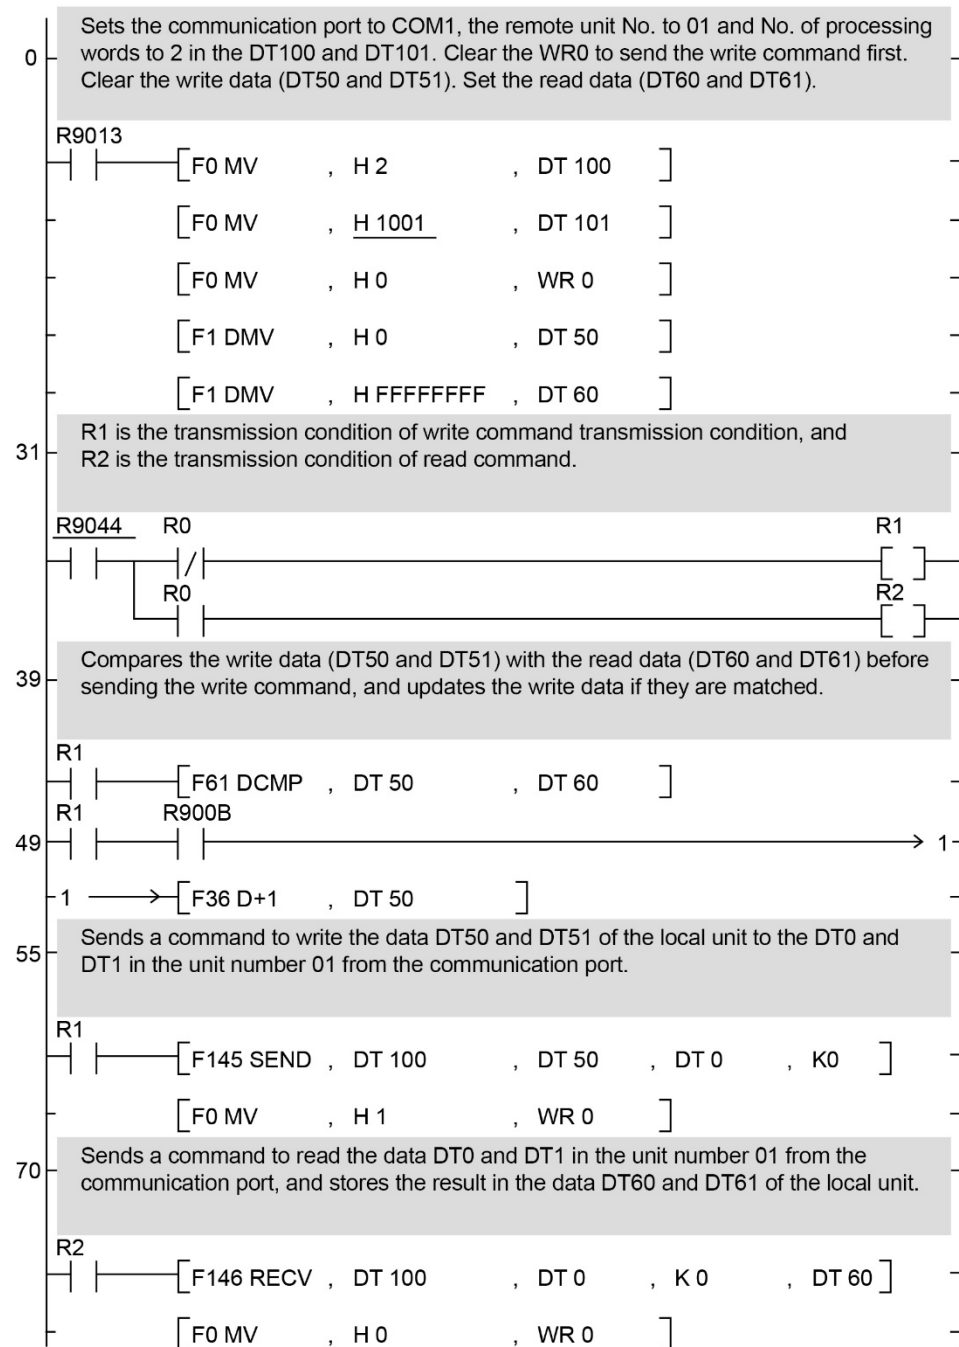 Sets the communication port to COM1, the remote unit No. to 01 and No. of processing
0 words to 2 in the DT100 and DT101. Clear the WR0 to send the write command first.
Clear the write data (DT50 and DT51). Set the read data (DT60 and DT61).
R9013
[F0 MV , H 2 , DT 100 ]
[F0 MV , H 1001 , DT 101 ]
[F0 MV , H 0 , WR 0 ]
[F1 DMV , H 0 , DT 50 ]
[F1 DMV , H FFFFFFFF , DT 60 ]
R1 is the transmission condition of write command transmission condition, and
31 R2 is the transmission condition of read command.
R9044 R0 R1
R0 R2
Compares the write data (DT50 and DT51) with the read data (DT60 and DT61) before
39 sending the write command, and updates the write data if they are matched.
R1
[F61 DCMP , DT 50 , DT 60 ]
R1 R900B
49 1
1 [F36 D+1 , DT 50 ]
Sends a command to write the data DT50 and DT51 of the local unit to the DT0 and
55 DT1 in the unit number 01 from the communication port.
R1
[F145 SEND , DT 100 , DT 50 , DT 0 , K0 ]
[F0 MV , H 1 , WR 0 ]
Sends a command to read the data DT0 and DT1 in the unit number 01 from the
70 communication port, and stores the result in the data DT60 and DT61 of the local unit.
R2
[F146 RECV , DT 100 , DT 0 , K 0 , DT 60 ]
[F0 MV , H 0 , WR 0 ]